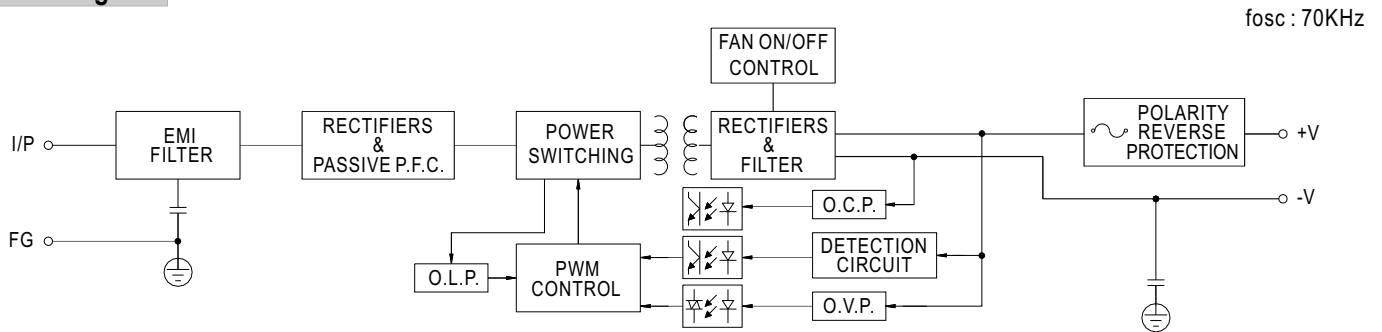 fosc : 70KHz
FAN ON/OFF
CONTROL
I/P
EMI
FILTER
RECTIFIERS
&
PASSIVE P.F.C.
POWER
SWITCHING
RECTIFIERS
&
FILTER
POLARITY
REVERSE
PROTECTION
+V
-V
O.C.P.
FG
O.L.P.
PWM
CONTROL
DETECTION
CIRCUIT
O.V.P.